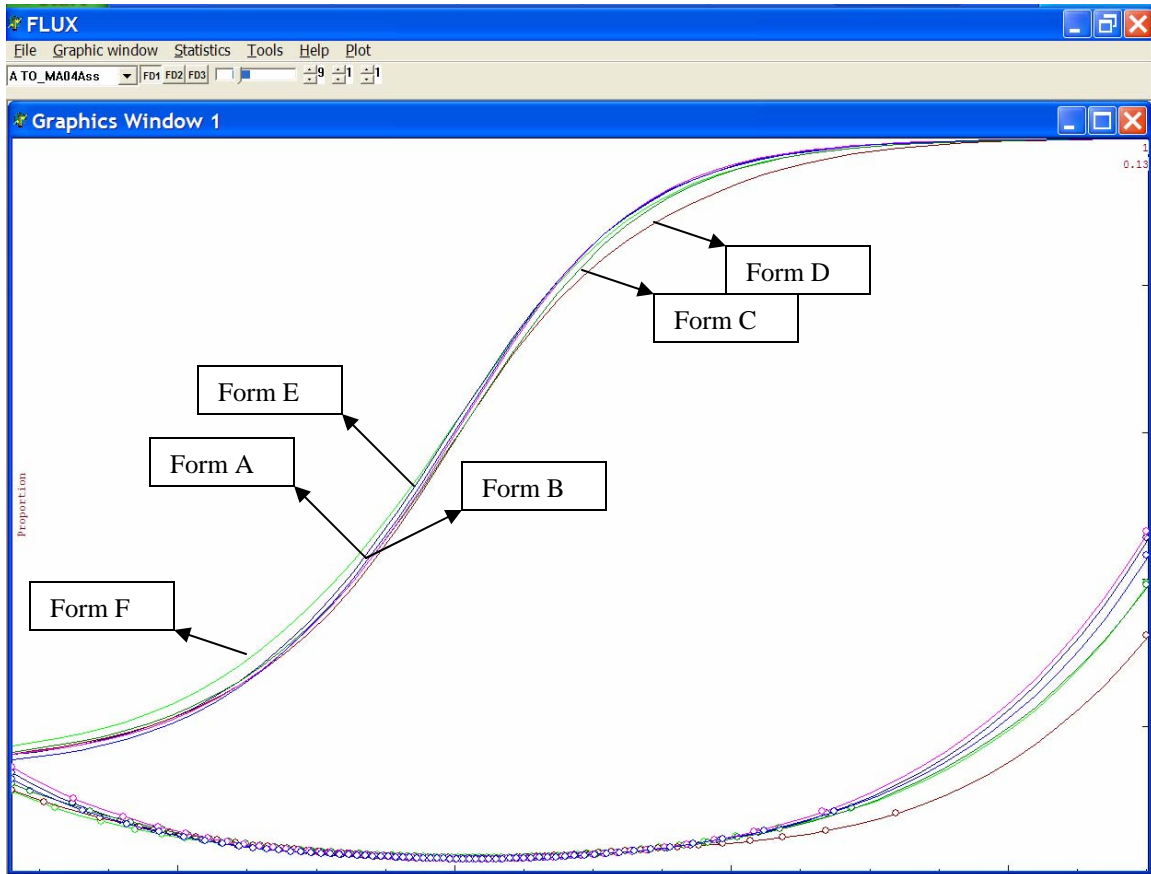 FLUX
File Graphic window Statistics Tools Help Plot
A TO_MA04Ass FD1 FD2 FD3 9 1 1
Graphics Window 1
1
0.13
Form D
Form C
Form E
Form A
Form B
Proportion
Form F